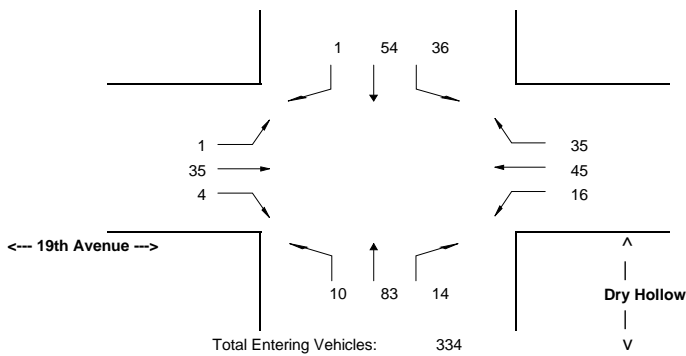 1 54 36
1 35
35 45
4 16
<--- 19th Avenue --->
^
|
10 83 14 Dry Hollow
|
Total Entering Vehicles: 334 v